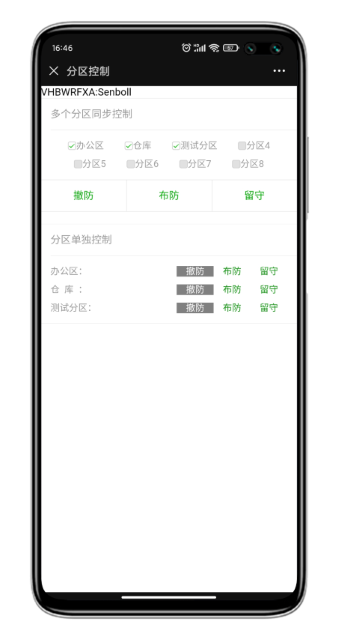 16:46
分区控制
VHBWRFXA:Senboll
多个分区同步控制
办公区 仓库 测试分区 分区4
分区5 分区6 分区7 分区8
撤防 布防 留守
分区单独控制
办公区: 撤防 布防 留守
仓 库 : 撤防 布防 留守
测试分区: 撤防 布防 留守